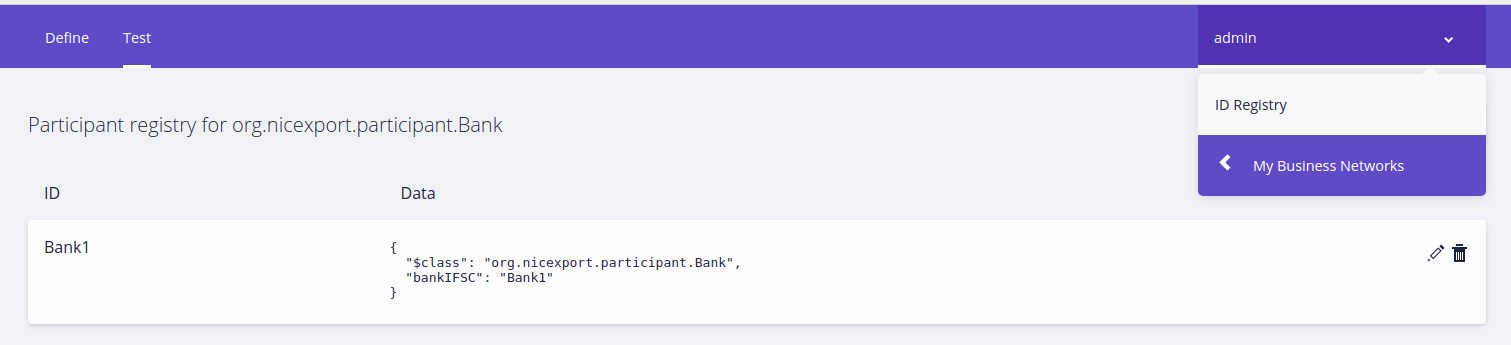 Define Test admin
ID Registry
Participant registry for org.nicexport.participant.Bank
My Business Networks
ID Data
Bank1
{
"$class": "org.nicexport.participant.Bank",
"bankIFSC": "Bank1"
}